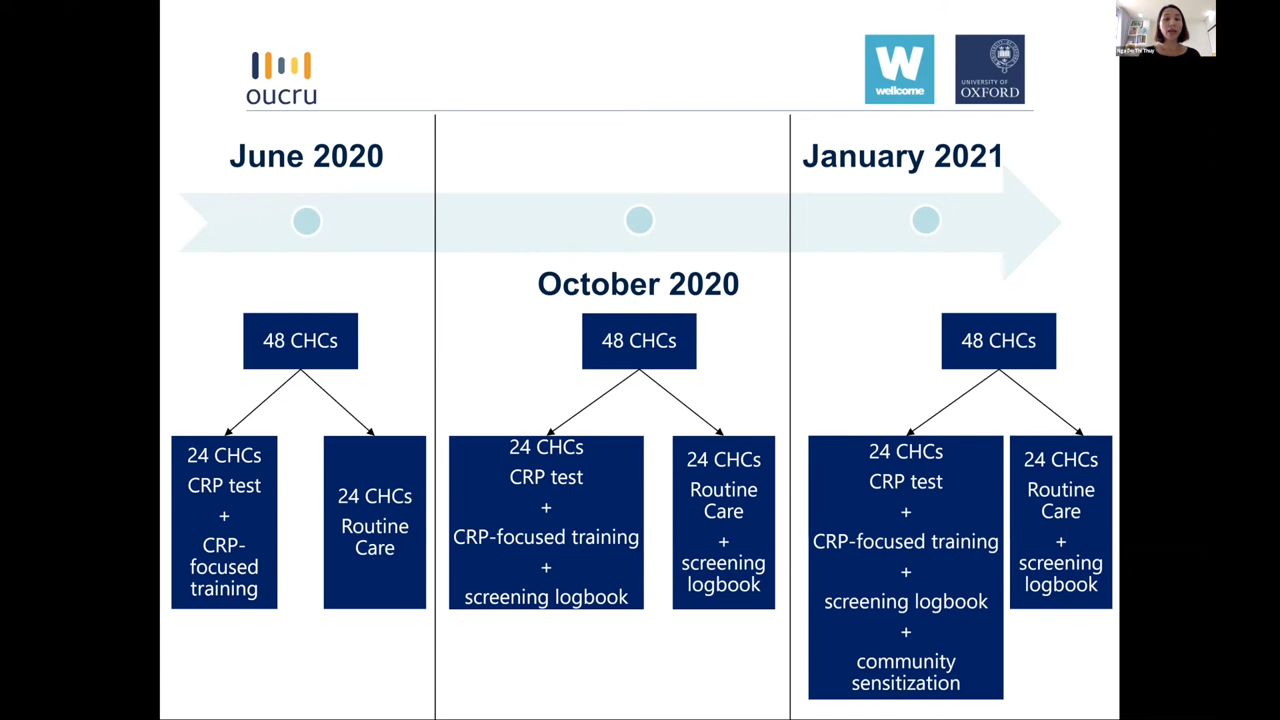 oucru
W
wellcome
UNIVERSITY OF
OXFORD
June 2020
January 2021
October 2020
48 CHCs
24 CHCs
CRP test
+
CRP-
focused
training
24 CHCs
Routine
Care
48 CHCs
24 CHCs
CRP test
+
CRP-focused training
+
screening logbook
24 CHCs
Routine
Care
+
screening
logbook
48 CHCs
24 CHCs
CRP test
+
CRP-focused training
+
screening logbook
+
community
sensitization
24 CHCs
Routine
Care
+
screening
logbook